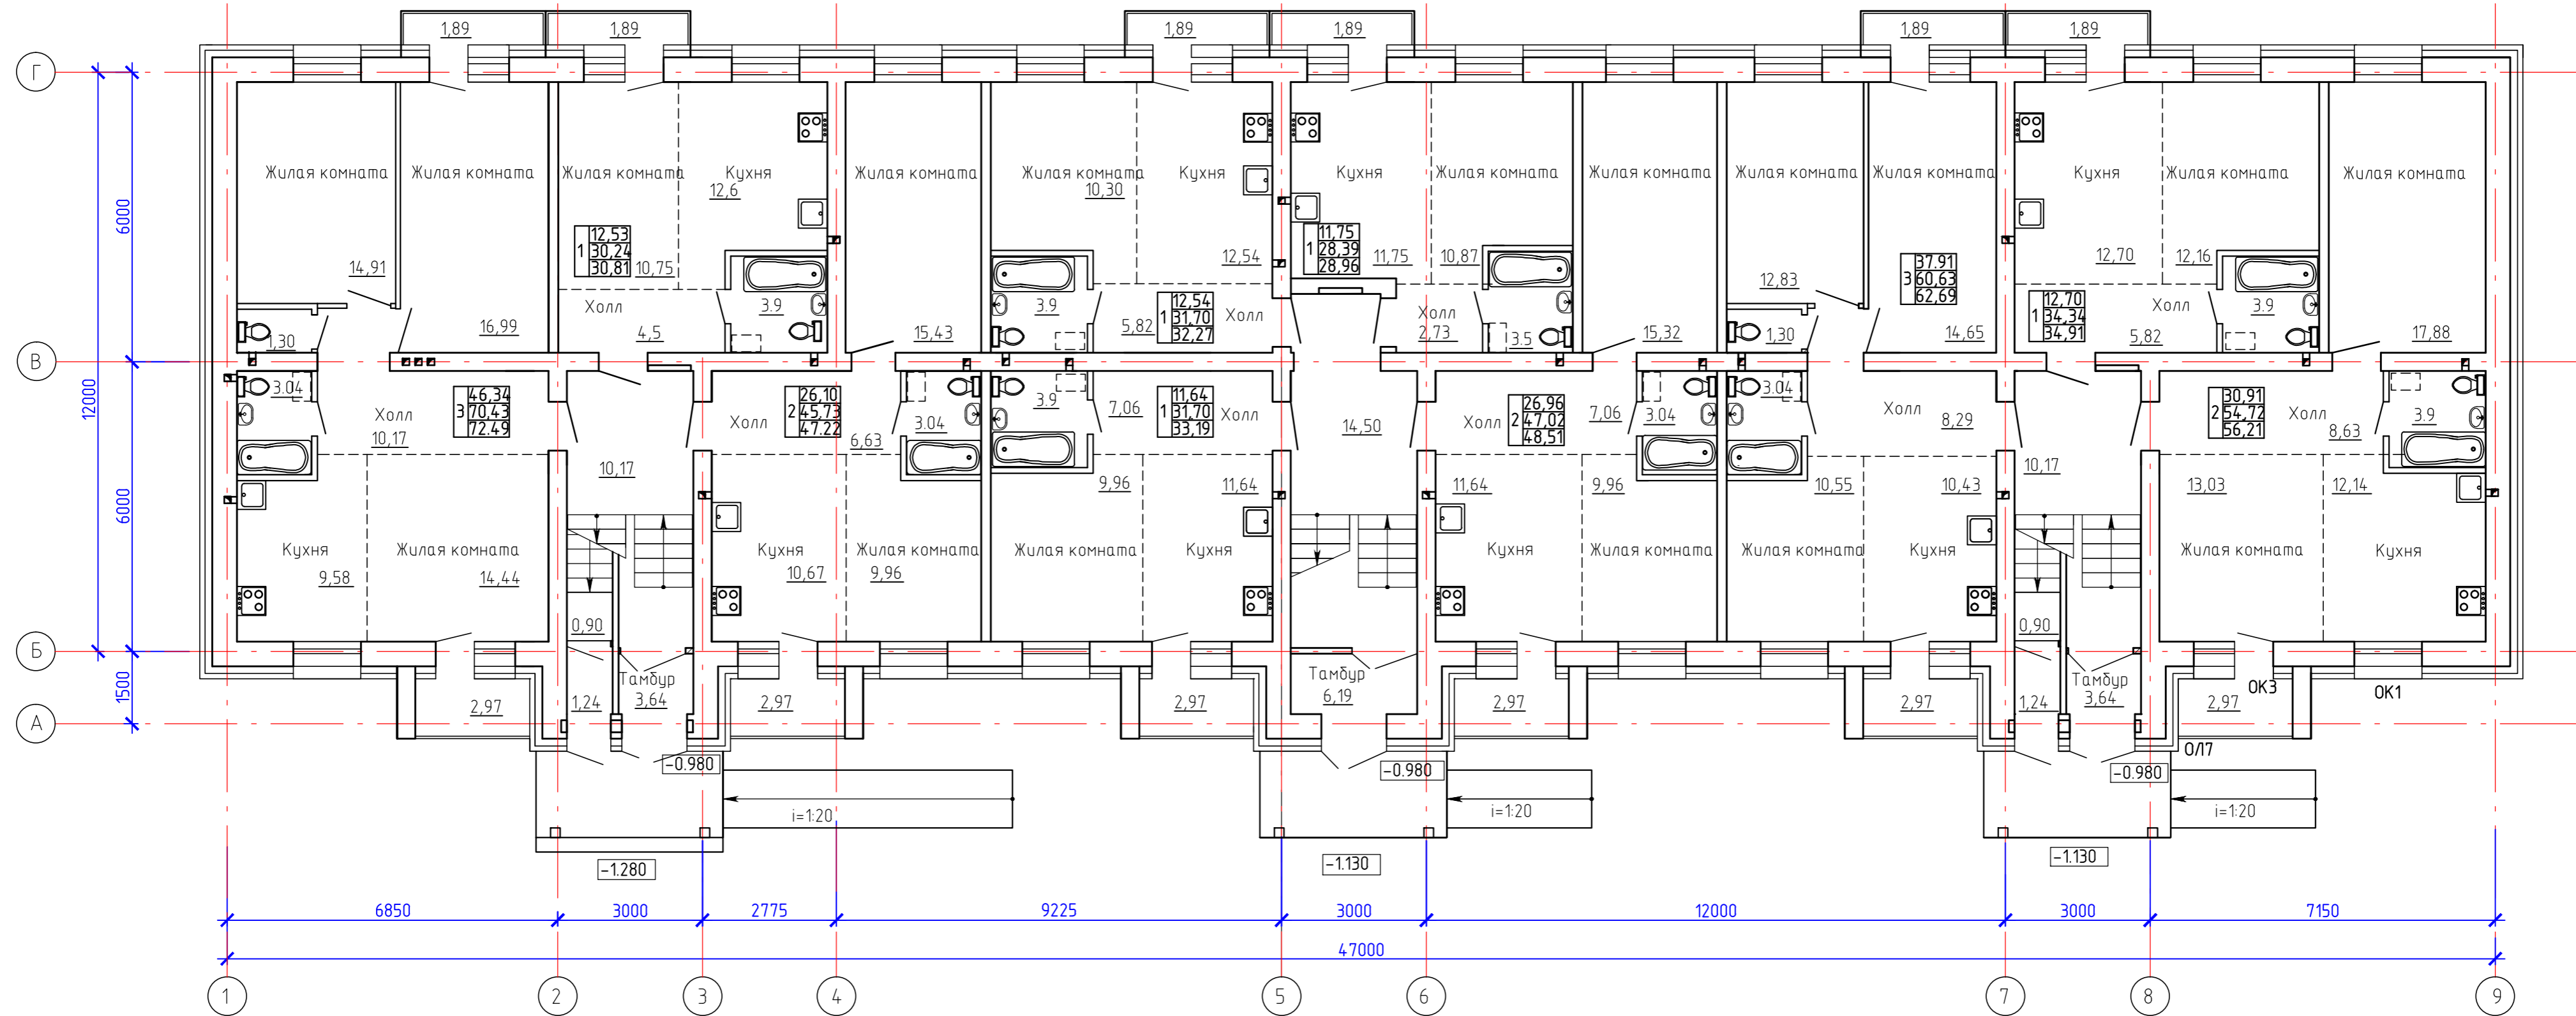 1,89 1,89 1,89 1,89 1,89 1,89
Г
Жилая комната Жилая комната Жилая комната Кухня Жилая комната Жилая комната Кухня Кухня Жилая комната Жилая комната Жилая комната Жилая комната Кухня Жилая комната Жилая комната
12,6 10,30
6000
1 12,53 30,24 30,81
1 11,75 28,39 28,96
14,91 10,75 12,54 11,75 10,87 12,83
3 37.91 60,63 62,69
12,70 12,16
Холл 3.9 3.9
1 12,54 31,70 32,27
Холл Холл
1 12,70 34,34 34,91
Холл 3.9
1,30 16,99 4,5 15,43 5,82 2,73 3.5 15,32 1,30 14,65 5,82 17,88
В
12000
3.04 Холл 10,17
3 46,34 70,43 72.49
Холл
2 26,10 45,73 47.22
6,63 3.04 3.9 7,06
1 11,64 31,70 33,19
Холл
14,50
Холл
2 26,96 47,02 48,51
7,06 3.04 3.04 Холл 8,29
2 30,91 54,72 56,21
Холл 8,63 3.9
10,17 10,17
6000
9,96 11,64 11,64 9,96 10,55 10,43 13,03 12,14
Кухня Жилая комната Кухня Жилая комната Жилая комната Кухня Кухня Жилая комната Жилая комната Кухня Жилая комната Кухня
9,58 14,44 10,67 9,96
0,90 0,90
Б
1500
Тамбур 3,64
Тамбур 6,19
Тамбур 3,64
ОК3 ОК1
2,97 1,24 2,97 2,97 2,97 2,97 1,24 2,97
А
ОЛ7
-0.980 -0.980 -0.980
i=1:20 i=1:20 i=1:20
-1.280 -1.130 -1.130
6850 3000 2775 9225 3000 12000 3000 7150
47000
1 2 3 4 5 6 7 8 9